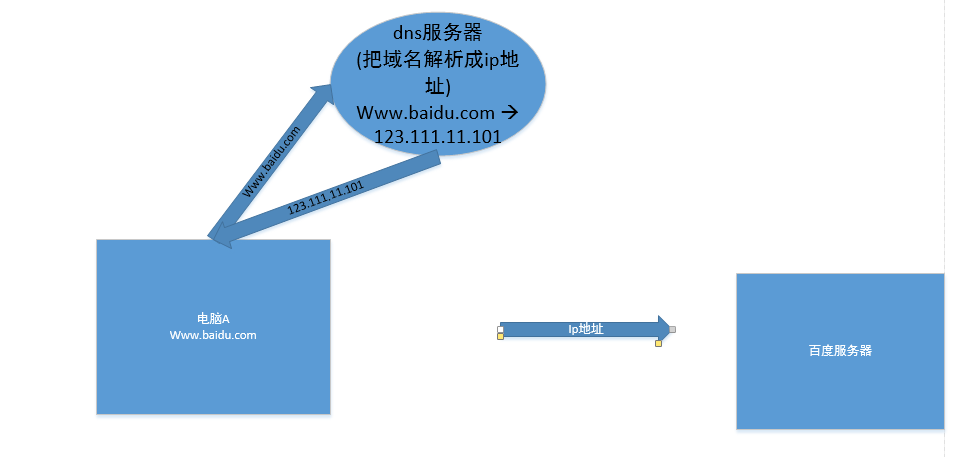 dns服务器
(把域名解析成ip地
址)
Www.baidu.com →
123.111.11.101
Www.baidu.com
123.111.11.101
电脑A
Www.baidu.com
Ip地址
百度服务器